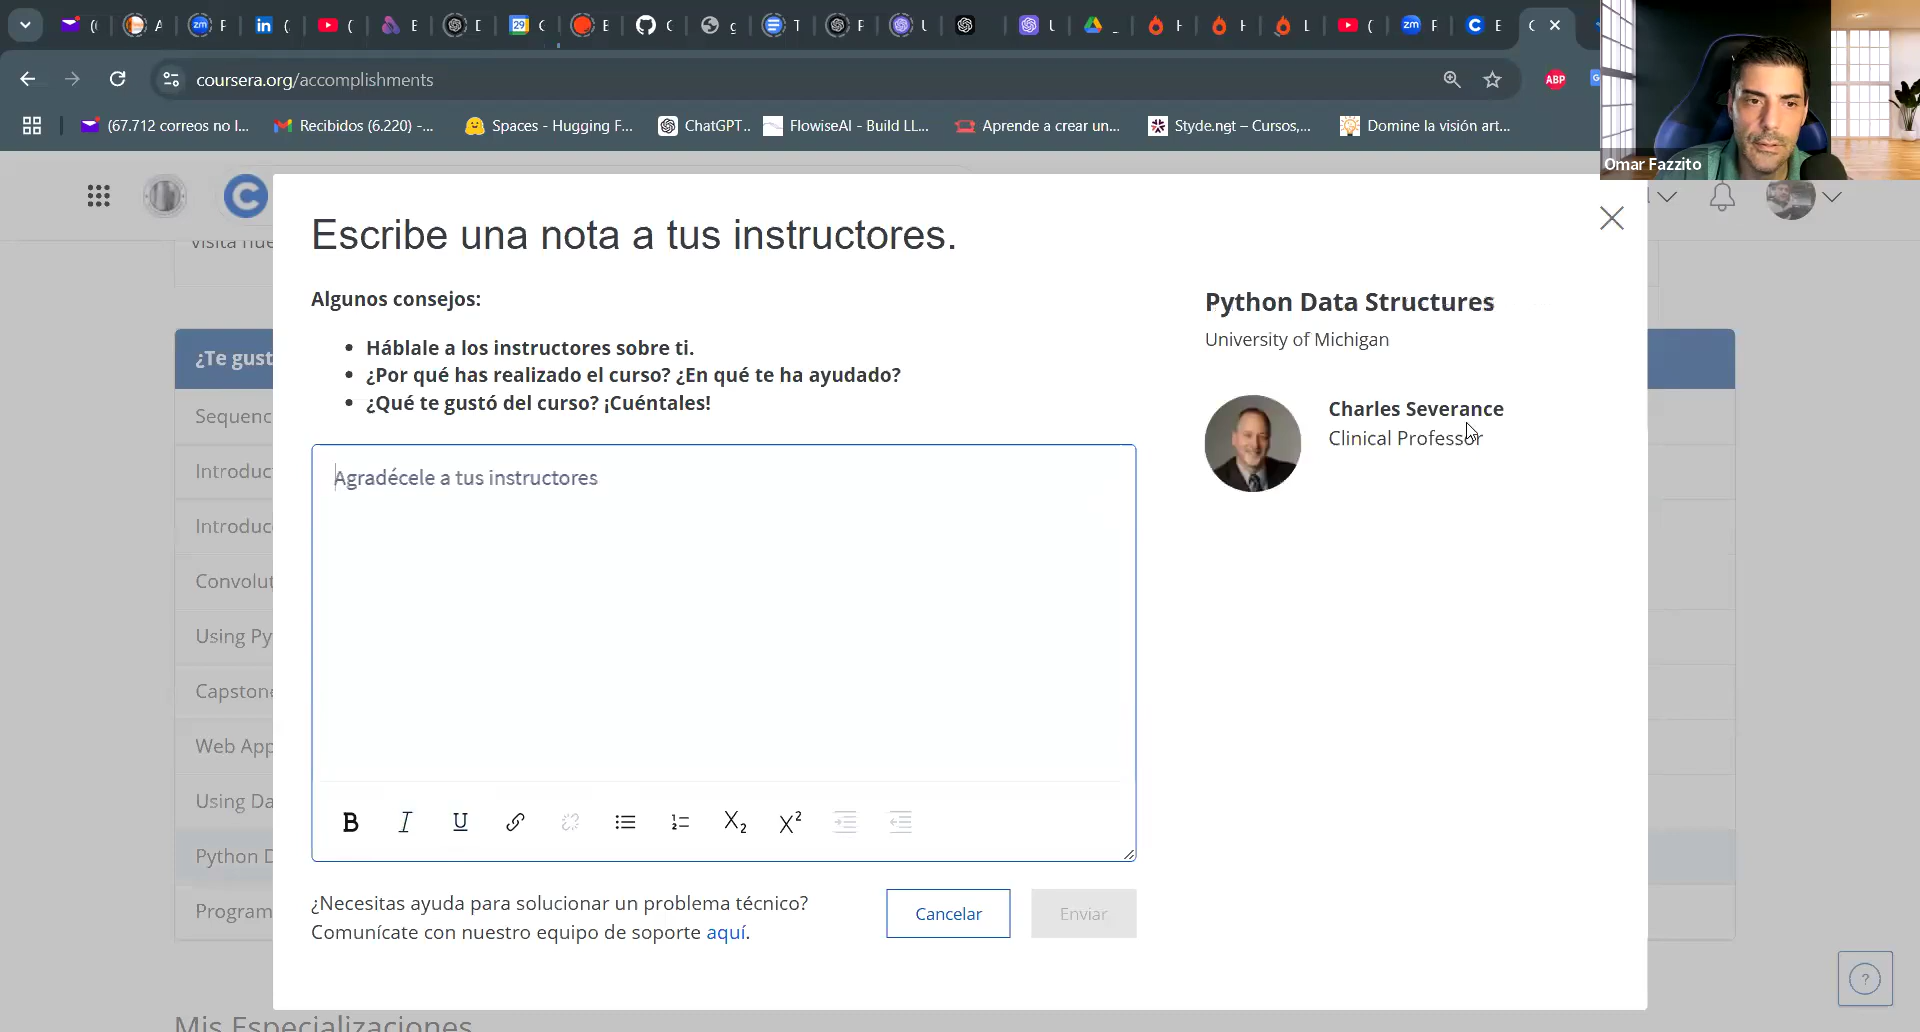 coursera.org/accomplishments
ABP
(67.712 correos no l...
Recibidos (6.220) -...
Spaces - Hugging F...
ChatGPT...
FlowiseAI - Build LL...
Aprende a crear un...
Styde.net – Cursos,...
Domine la visión art...
Omar Fazzito
Escribe una nota a tus instructores.
Algunos consejos:
Háblale a los instructores sobre ti.
¿Por qué has realizado el curso? ¿En qué te ha ayudado?
¿Qué te gustó del curso? ¡Cuéntales!
Agradécele a tus instructores
B I U X2 X2
¿Necesitas ayuda para solucionar un problema técnico?
Comunícate con nuestro equipo de soporte aquí.
Cancelar
Enviar
Python Data Structures
University of Michigan
Charles Severance
Clinical Professor
¿Te gust
Sequenc
Introduc
Introduc
Convolut
Using Py
Capstone
Web App
Using Da
Python D
Program
Mis Especializaciones